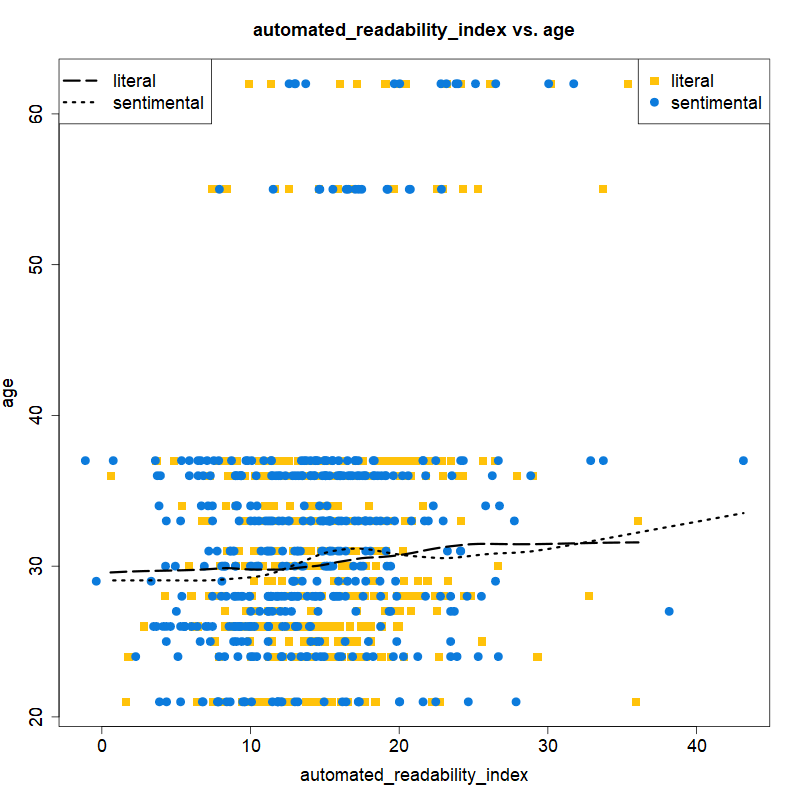 automated_readability_index vs. age
literal
sentimental
literal
sentimental
age
20
30
40
50
60
0 10 20 30 40
automated_readability_index